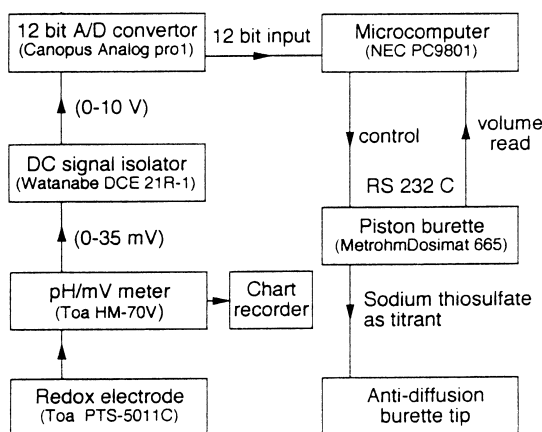 12 bit A/D convertor
(Canopus Analog pro1)
12 bit input
Microcomputer
(NEC PC9801)
(0-10 V)
control
volume
read
DC signal isolator
(Watanabe DCE 21R-1)
RS 232 C
(0-35 mV)
Piston burette
(MetrohmDosimat 665)
pH/mV meter
(Toa HM-70V)
Chart
recorder
Sodium thiosulfate
as titrant
Redox electrode
(Toa PTS-5011C)
Anti-diffusion
burette tip